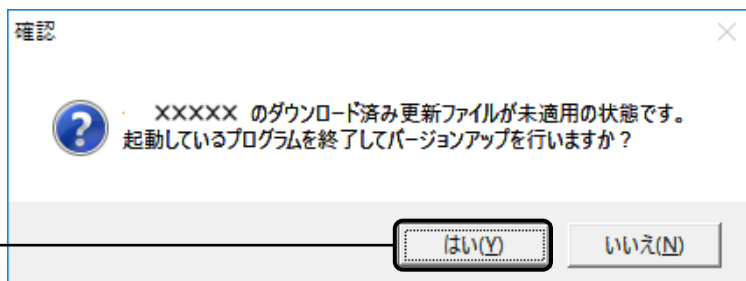 確認
××××× のダウンロード済み更新ファイルが未適用の状態です。
起動しているプログラムを終了してバージョンアップを行いますか？
はい(Y)
いいえ(N)